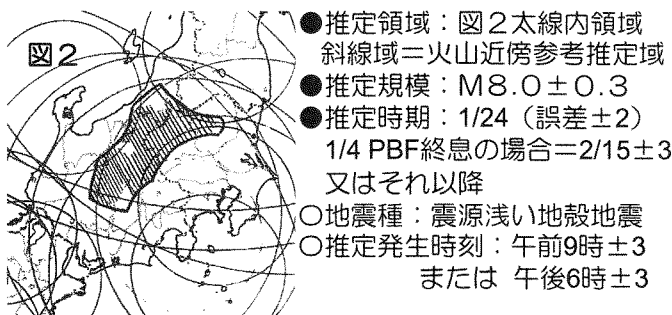 図2
●推定領域：図2太線内領域
斜線域＝火山近傍参考推定域
●推定規模：M8.0±0.3
●推定時期：1/24（誤差±2）
1/4 PBF終息の場合＝2/15±3
又はそれ以降
○地震種：震源浅い地殻地震
○推定発生時刻：午前9時±3
または 午後6時±3